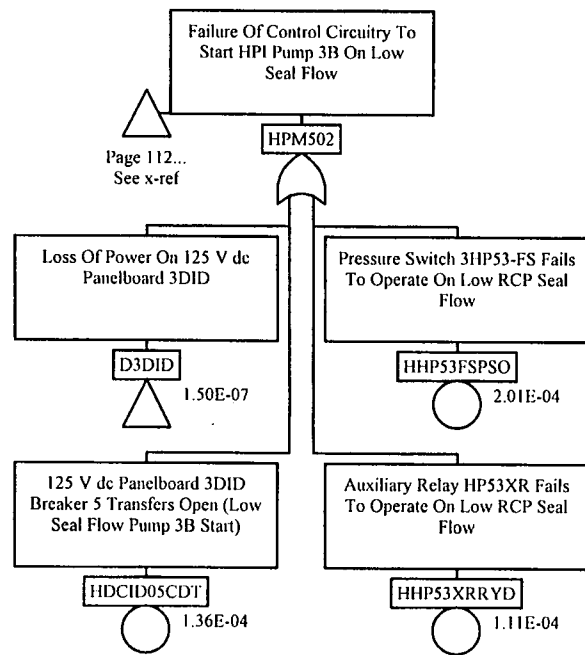 Failure Of Control Circuitry To
Start HPI Pump 3B On Low
Seal Flow
HPM502
Page 112...
See x-ref
Loss Of Power On 125 V dc
Panelboard 3DID
D3DID
1.50E-07
Pressure Switch 3HP53-FS Fails
To Operate On Low RCP Seal
Flow
HHP53FSPSO
2.01E-04
125 V dc Panelboard 3DID
Breaker 5 Transfers Open (Low
Seal Flow Pump 3B Start)
HDCID05CDT
1.36E-04
Auxiliary Relay HP53XR Fails
To Operate On Low RCP Seal
Flow
HHP53XRRYD
1.11E-04